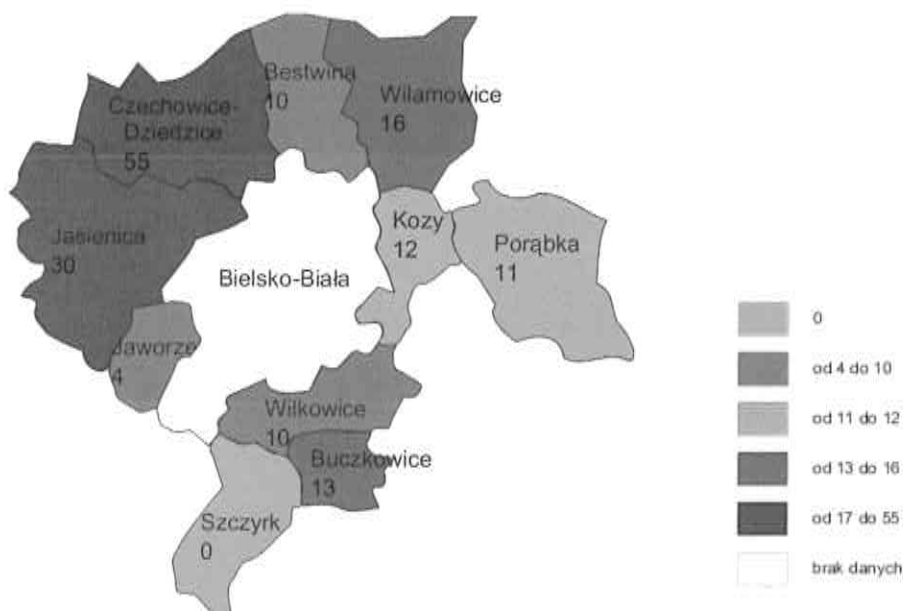 Bestwina
10
Wilamowice
16
Czechowice-
Dziedzice
55
Kozy
12
Porąbka
11
Jasienica
30
Bielsko-Biała
Jaworze
4
Wilkowice
10
Buczkowice
13
Szczyrk
0
0
od 4 do 10
od 11 do 12
od 13 do 16
od 17 do 55
brak danych